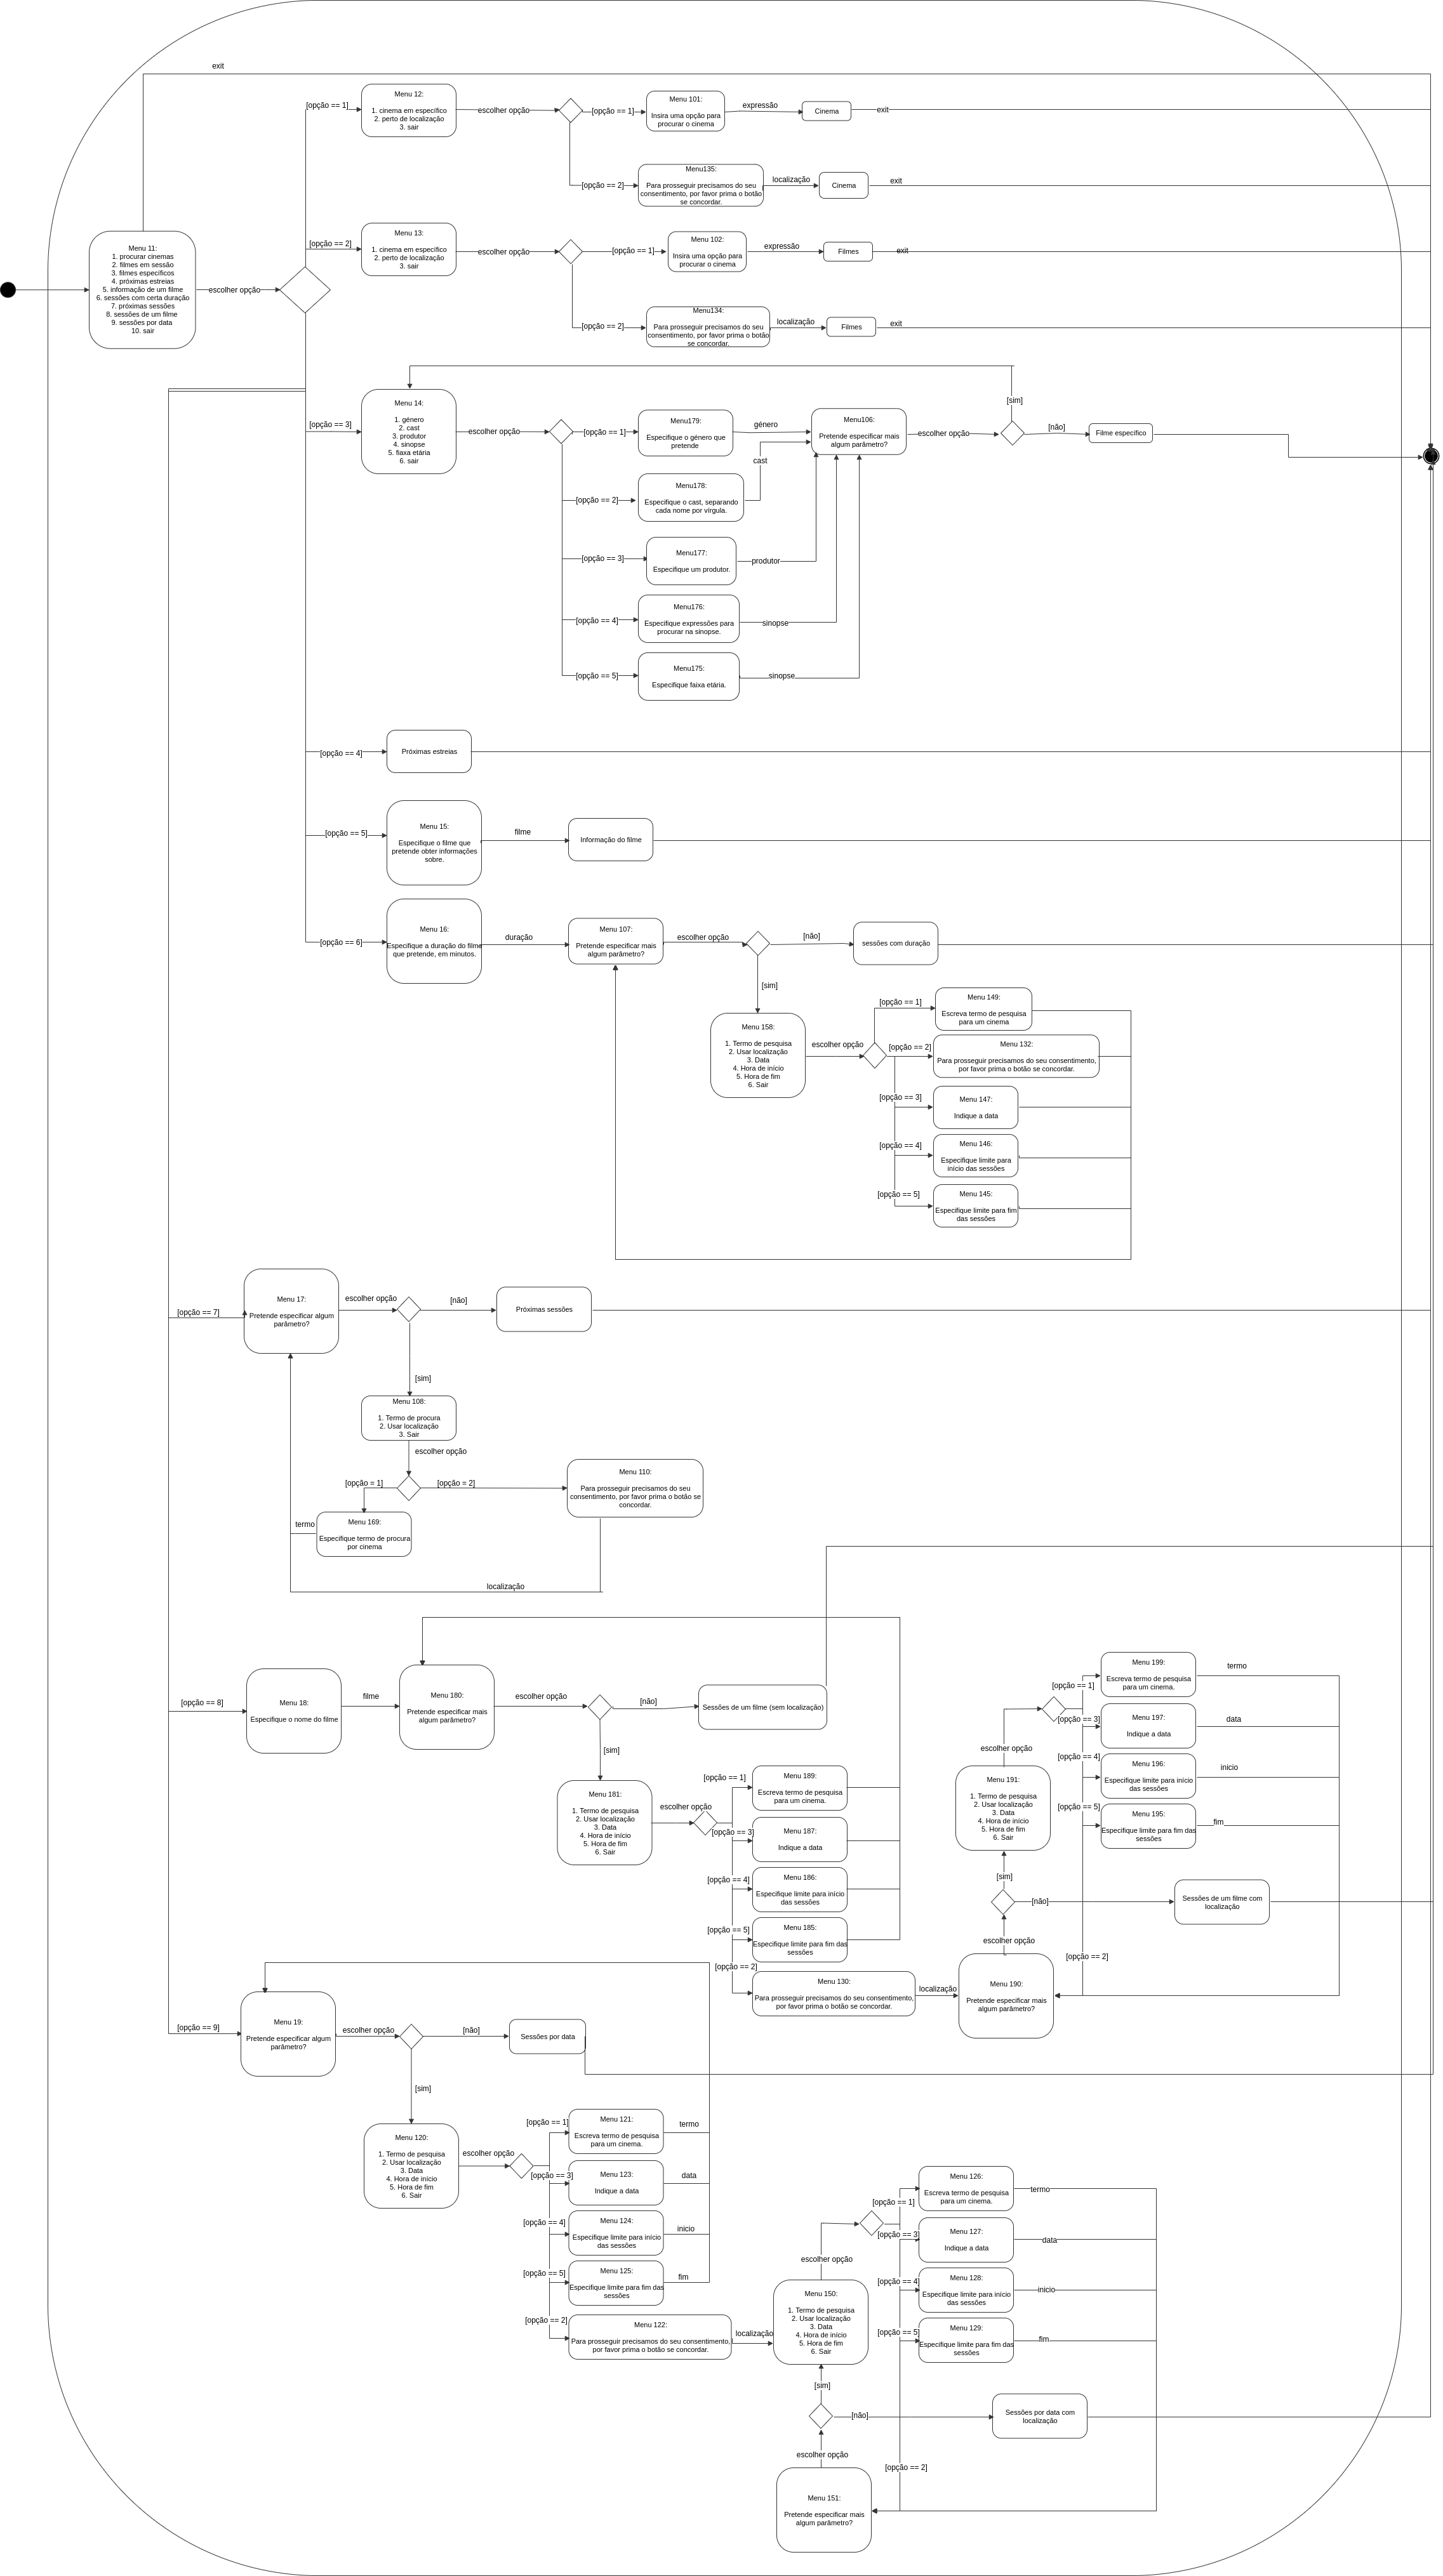 exit
[opção == 1]
Menu 12:
1. cinema em específico
2. perto de localização
3. sair
escolher opção
[opção == 1]
Menu 101:
Insira uma opção para
procurar o cinema
expressão
Cinema
exit
[opção == 2]
Menu135:
Para prosseguir precisamos do seu
consentimento, por favor prima o botão
se concordar.
localização
Cinema
exit
Menu 11:
1. procurar cinemas
2. filmes em sessão
3. filmes específicos
4. próximas estreias
5. informação de um filme
6. sessões com certa duração
7. próximas sessões
8. sessões de um filme
9. sessões por data
10. sair
escolher opção
[opção == 2]
Menu 13:
1. cinema em específico
2. perto de localização
3. sair
escolher opção
[opção == 1]
Menu 102:
Insira uma opção para
procurar o cinema
expressão
Filmes
exit
[opção == 2]
Menu134:
Para prosseguir precisamos do seu
consentimento, por favor prima o botão
se concordar.
localização
Filmes
exit
[opção == 3]
Menu 14:
1. género
2. cast
3. produtor
4. sinopse
5. fiaxa etária
6. sair
escolher opção
[opção == 1]
Menu179:
Especifique o género que
pretende
género
Menu106:
Pretende especificar mais
algum parâmetro?
escolher opção
[sim]
[não]
Filme específico
[opção == 2]
Menu178:
Especifique o cast, separando
cada nome por vírgula.
cast
[opção == 3]
Menu177:
Especifique um produtor.
produtor
[opção == 4]
Menu176:
Especifique expressões para
procurar na sinopse.
sinopse
[opção == 5]
Menu175:
Especifique faixa etária.
sinopse
[opção == 4]
Próximas estreias
[opção == 5]
Menu 15:
Especifique o filme que
pretende obter informações
sobre.
filme
Informação do filme
[opção == 6]
Menu 16:
Especifique a duração do filme
que pretende, em minutos.
duração
Menu 107:
Pretende especificar mais
algum parâmetro?
escolher opção
[não]
sessões com duração
[sim]
Menu 158:
1. Termo de pesquisa
2. Usar localização
3. Data
4. Hora de início
5. Hora de fim
6. Sair
escolher opção
[opção == 1]
Menu 149:
Escreva termo de pesquisa
para um cinema
[opção == 2]
Menu 132:
Para prosseguir precisamos do seu consentimento,
por favor prima o botão se concordar.
[opção == 3]
Menu 147:
Indique a data
[opção == 4]
Menu 146:
Especifique limite para
início das sessões
[opção == 5]
Menu 145:
Especifique limite para fim
das sessões
[opção == 7]
Menu 17:
Pretende especificar algum
parâmetro?
escolher opção
[não]
Próximas sessões
[sim]
Menu 108:
1. Termo de procura
2. Usar localização
3. Sair
escolher opção
[opção = 1]
[opção = 2]
Menu 110:
Para prosseguir precisamos do seu
consentimento, por favor prima o botão se
concordar.
Menu 169:
Especifique termo de procura
por cinema
termo
localização
[opção == 8]
Menu 18:
Especifique o nome do filme
filme
Menu 180:
Pretende especificar mais
algum parâmetro?
escolher opção
[não]
Sessões de um filme (sem localização)
[sim]
Menu 181:
1. Termo de pesquisa
2. Usar localização
3. Data
4. Hora de início
5. Hora de fim
6. Sair
escolher opção
[opção == 1]
Menu 189:
Escreva termo de pesquisa
para um cinema.
[opção == 3]
Menu 187:
Indique a data
[opção == 4]
Menu 186:
Especifique limite para início
das sessões
[opção == 5]
Menu 185:
Especifique limite para fim das
sessões
[opção == 2]
Menu 130:
Para prosseguir precisamos do seu consentimento,
por favor prima o botão se concordar.
localização
Menu 190:
Pretende especificar mais
algum parâmetro?
escolher opção
[não]
Sessões de um filme com
localização
[sim]
Menu 191:
1. Termo de pesquisa
2. Usar localização
3. Data
4. Hora de início
5. Hora de fim
6. Sair
escolher opção
[opção == 1]
Menu 199:
Escreva termo de pesquisa
para um cinema.
termo
[opção == 3]
Menu 197:
Indique a data
data
[opção == 4]
Menu 196:
Especifique limite para início
das sessões
inicio
[opção == 5]
Menu 195:
Especifique limite para fim das
sessões
fim
[opção == 2]
[opção == 9]
Menu 19:
Pretende especificar algum
parâmetro?
escolher opção
[não]
Sessões por data
[sim]
Menu 120:
1. Termo de pesquisa
2. Usar localização
3. Data
4. Hora de início
5. Hora de fim
6. Sair
escolher opção
[opção == 1]
Menu 121:
Escreva termo de pesquisa
para um cinema.
termo
[opção == 3]
Menu 123:
Indique a data
data
[opção == 4]
Menu 124:
Especifique limite para início
das sessões
inicio
[opção == 5]
Menu 125:
Especifique limite para fim das
sessões
fim
[opção == 2]
Menu 122:
Para prosseguir precisamos do seu consentimento,
por favor prima o botão se concordar.
localização
Menu 150:
1. Termo de pesquisa
2. Usar localização
3. Data
4. Hora de início
5. Hora de fim
6. Sair
escolher opção
[opção == 1]
Menu 126:
Escreva termo de pesquisa
para um cinema.
termo
[opção == 3]
Menu 127:
Indique a data
data
[opção == 4]
Menu 128:
Especifique limite para início
das sessões
inicio
[opção == 5]
Menu 129:
Especifique limite para fim das
sessões
fim
[sim]
[não]
Sessões por data com
localização
escolher opção
[opção == 2]
Menu 151:
Pretende especificar mais
algum parâmetro?